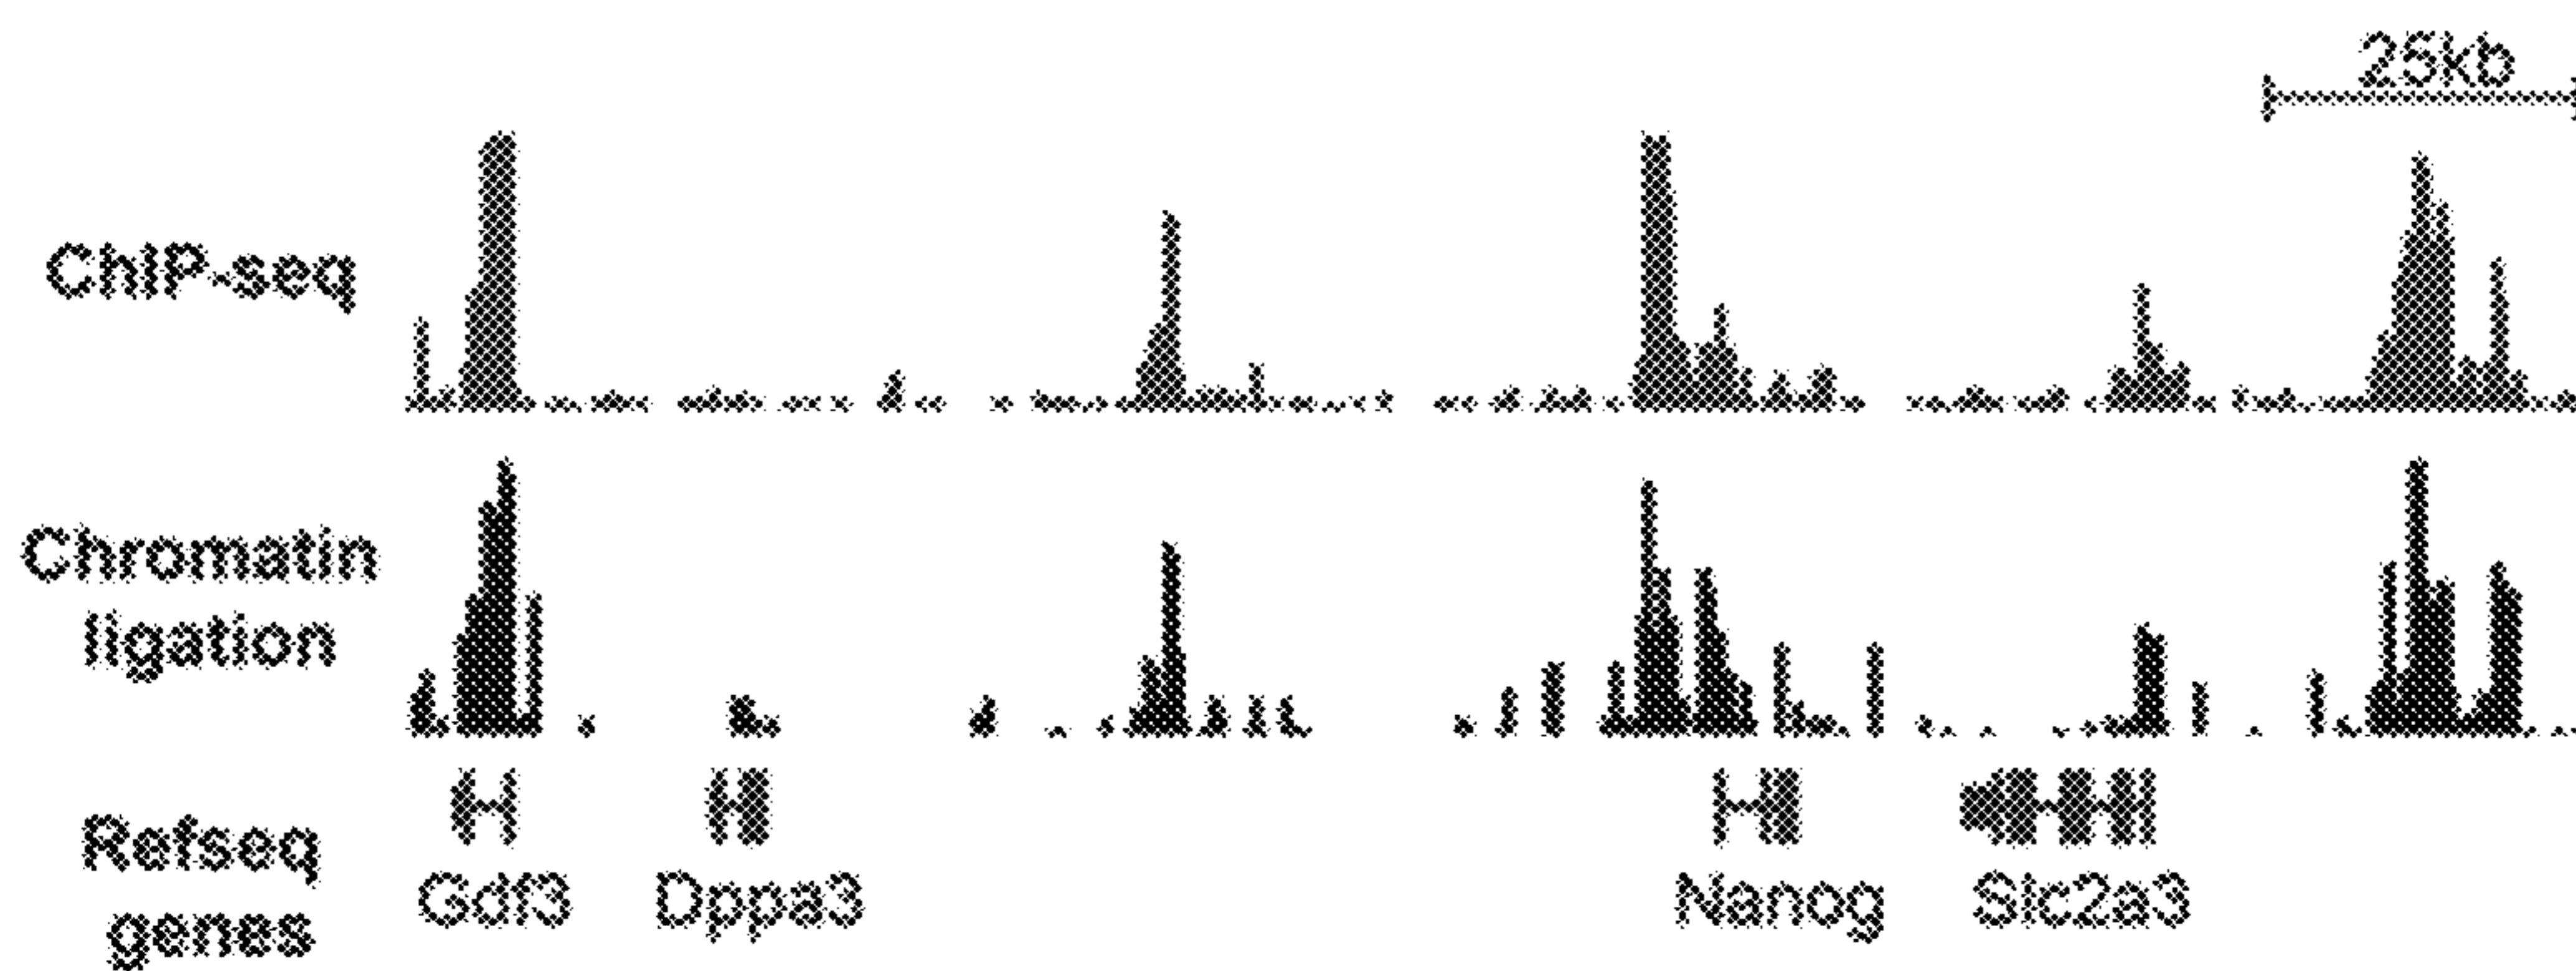 25kb
ChIP-seq
Chromatin
ligation
Refseq
genes
Gdf3 Dppa3 Nanog Slc2a3